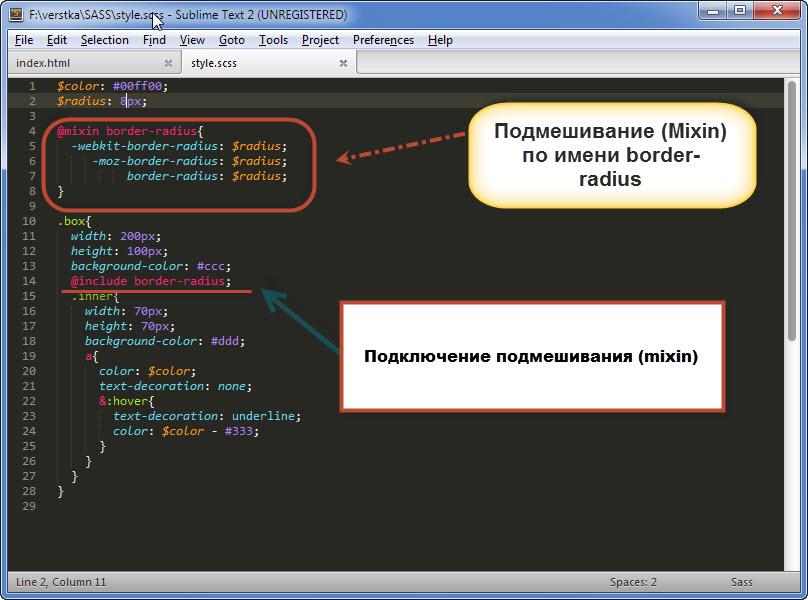 F:\verstka\SASS\style.scss - Sublime Text 2 (UNREGISTERED)
File Edit Selection Find View Goto Tools Project Preferences Help
index.html × style.scss ×
1 $color: #00ff00;
2 $radius: 8px;
3
4 @mixin border-radius{
5 -webkit-border-radius: $radius;
6 -moz-border-radius: $radius;
7 border-radius: $radius;
8 }
9
10 .box{
11 width: 200px;
12 height: 100px;
13 background-color: #ccc;
14 @include border-radius;
15 .inner{
16 width: 70px;
17 height: 70px;
18 background-color: #ddd;
19 a{
20 color: $color;
21 text-decoration: none;
22 &:hover{
23 text-decoration: underline;
24 color: $color - #333;
25 }
26 }
27 }
28 }
29
Подмешивание (Mixin)
по имени border-
radius
Подключение подмешивания (mixin)
Line 2, Column 11 Spaces: 2 Sass